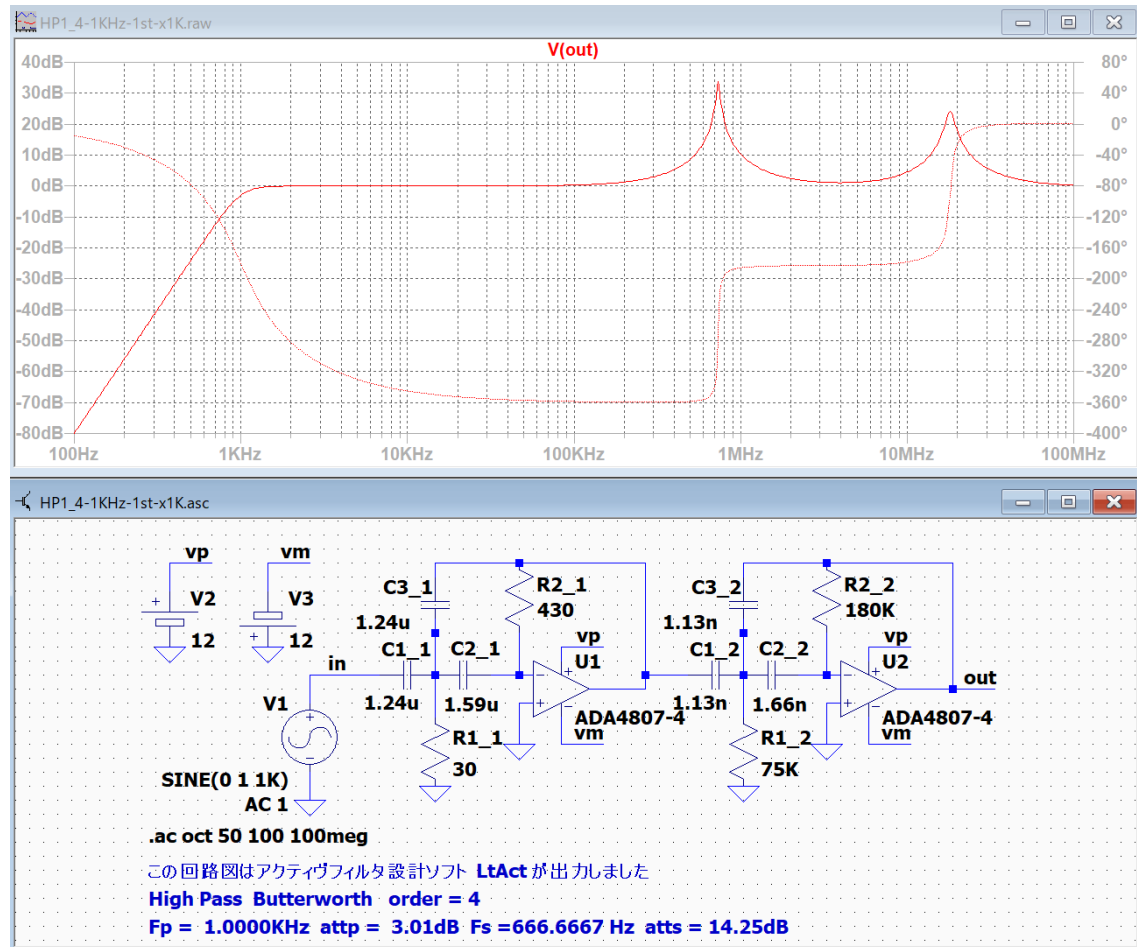 HP1_4-1KHz-1st-x1K.raw
V(out)
40dB
30dB
20dB
10dB
0dB
-10dB
-20dB
-30dB
-40dB
-50dB
-60dB
-70dB
-80dB
80°
40°
0°
-40°
-80°
-120°
-160°
-200°
-240°
-280°
-320°
-360°
-400°
100Hz 1KHz 10KHz 100KHz 1MHz 10MHz 100MHz
HP1_4-1KHz-1st-x1K.asc
vp vm
V2 V3
12 12
C3_1 R2_1 C3_2 R2_2
1.24u 430 1.13n 180K
in C1_1 C2_1 vp U1 C1_2 C2_2 vp U2 out
1.24u 1.59u ADA4807-4 1.13n 1.66n ADA4807-4
V1 R1_1 vm R1_2 vm
30 75K
SINE(0 1 1K)
AC 1
.ac oct 50 100 100meg
この回路図はアクティヴフィルタ設計ソフト LtAct が出力しました
High Pass Butterworth order = 4
Fp = 1.0000KHz attp = 3.01dB Fs =666.6667 Hz atts = 14.25dB